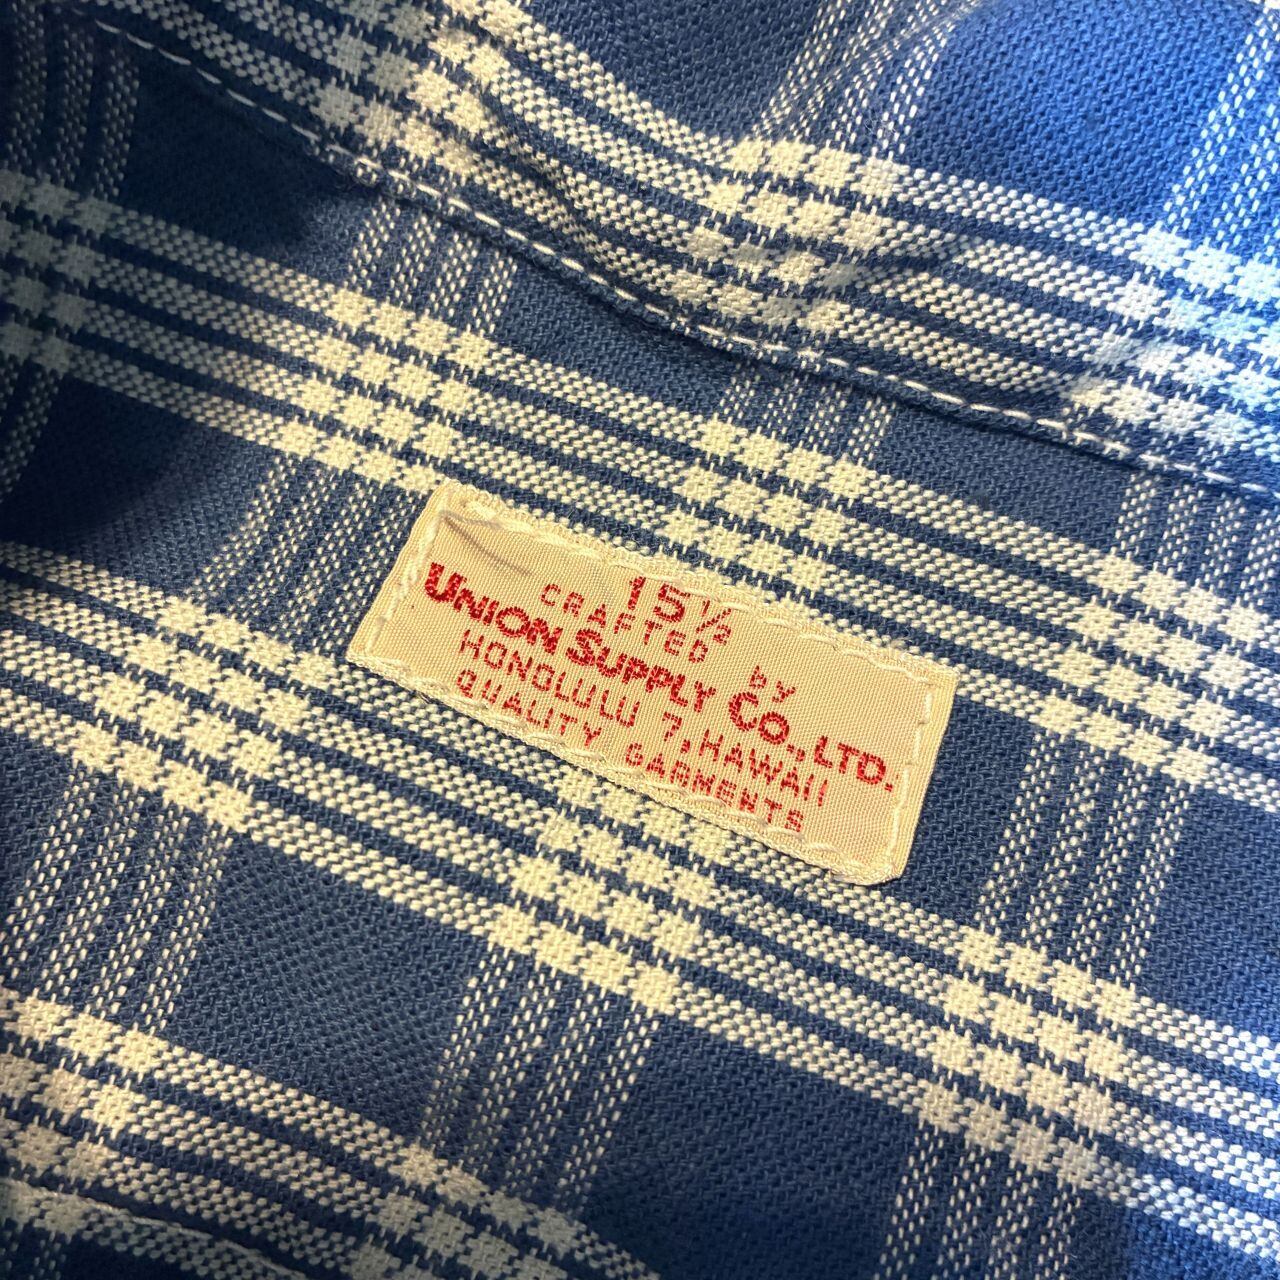 15½
CRAFTED by
UNION SUPPLY CO., LTD.
HONOLULU 7, HAWAII
QUALITY GARMENTS